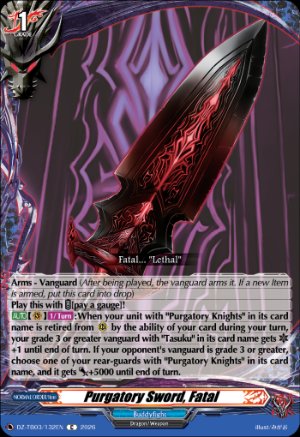 1
GRADE
Fatal... "Lethal"
Arms - Vanguard (After being played, the vanguard arms it. If a new Item
is armed, put this card into drop)
Play this with [pay a cost]!
AUTO 1/Turn :When your unit with "Purgatory Knights" in its card
name is retired from by the ability of your card during your turn,
your grade 3 or greater vanguard with "Tasuku" in its card name gets
+1 until end of turn. If your vanguard is grade 3 or greater,
choose one of your rear-guards with "Purgatory Knights" in its card
name, and it gets +5000 until end of turn.
NORMAL ORDER/Item
Purgatory Sword, Fatal
Buddyfight
DZ-TB03/132EN C 2026
Dragon/ Weapon